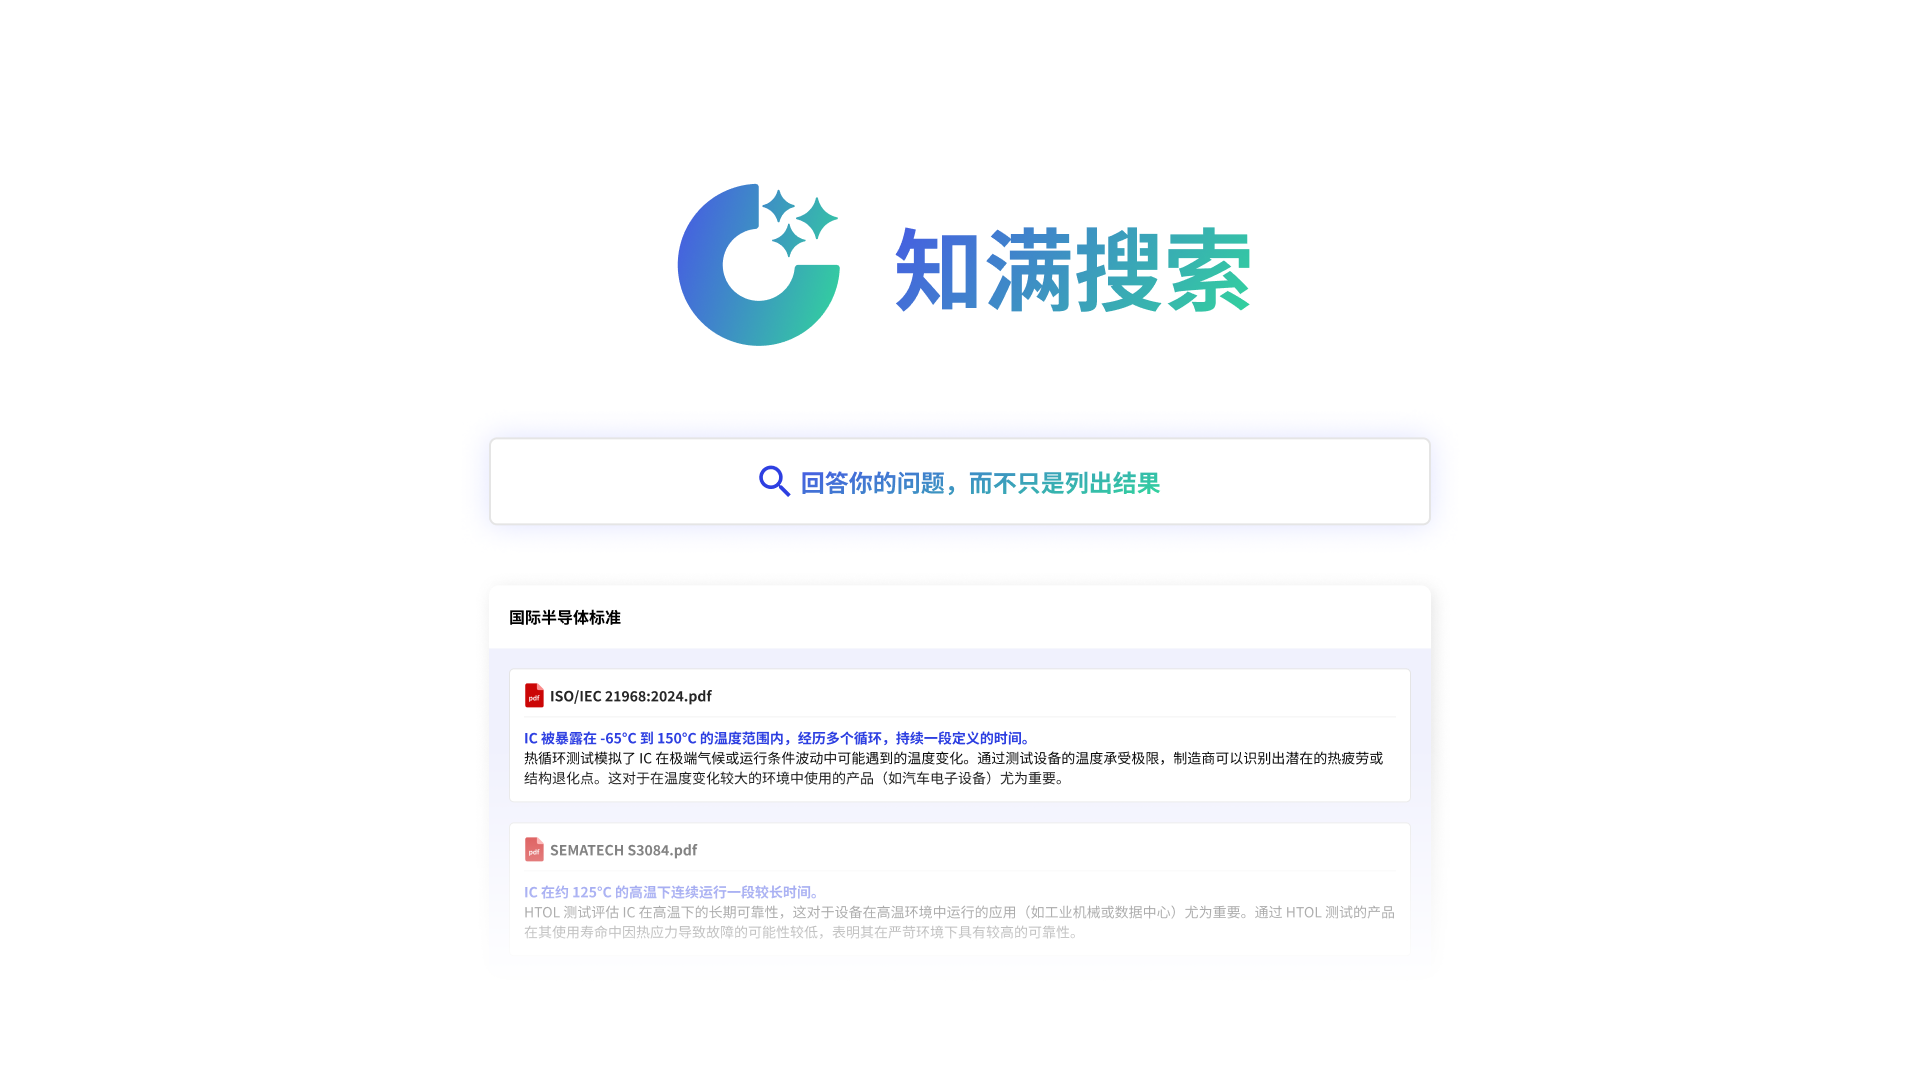 知满搜索
回答你的问题，而不只是列出结果
国际半导体标准
pdf ISO/IEC 21968:2024.pdf
IC 被暴露在 -65°C 到 150°C 的温度范围内，经历多个循环，持续一段定义的时间。
热循环测试模拟了 IC 在极端气候或运行条件波动中可能遇到的温度变化。通过测试设备的温度承受极限，制造商可以识别出潜在的热疲劳或
结构退化点。这对于在温度变化较大的环境中使用的产品（如汽车电子设备）尤为重要。
pdf SEMATECH S3084.pdf
IC 在约 125°C 的高温下连续运行一段较长时间。
HTOL 测试评估 IC 在高温下的长期可靠性，这对于设备在高温环境中运行的应用（如工业机械或数据中心）尤为重要。通过 HTOL 测试的产品
在其使用寿命中因热应力导致故障的可能性较低，表明其在严苛环境下具有较高的可靠性。